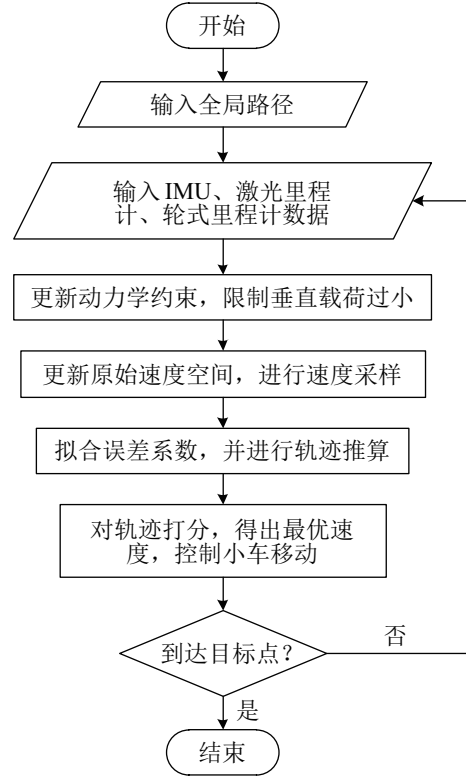 开始
输入全局路径
输入 IMU、激光里程
计、轮式里程计数据
更新动力学约束，限制垂直载荷过小
更新原始速度空间，进行速度采样
拟合误差系数，并进行轨迹推算
对轨迹打分，得出最优速
度，控制小车移动
到达目标点？
否
是
结束